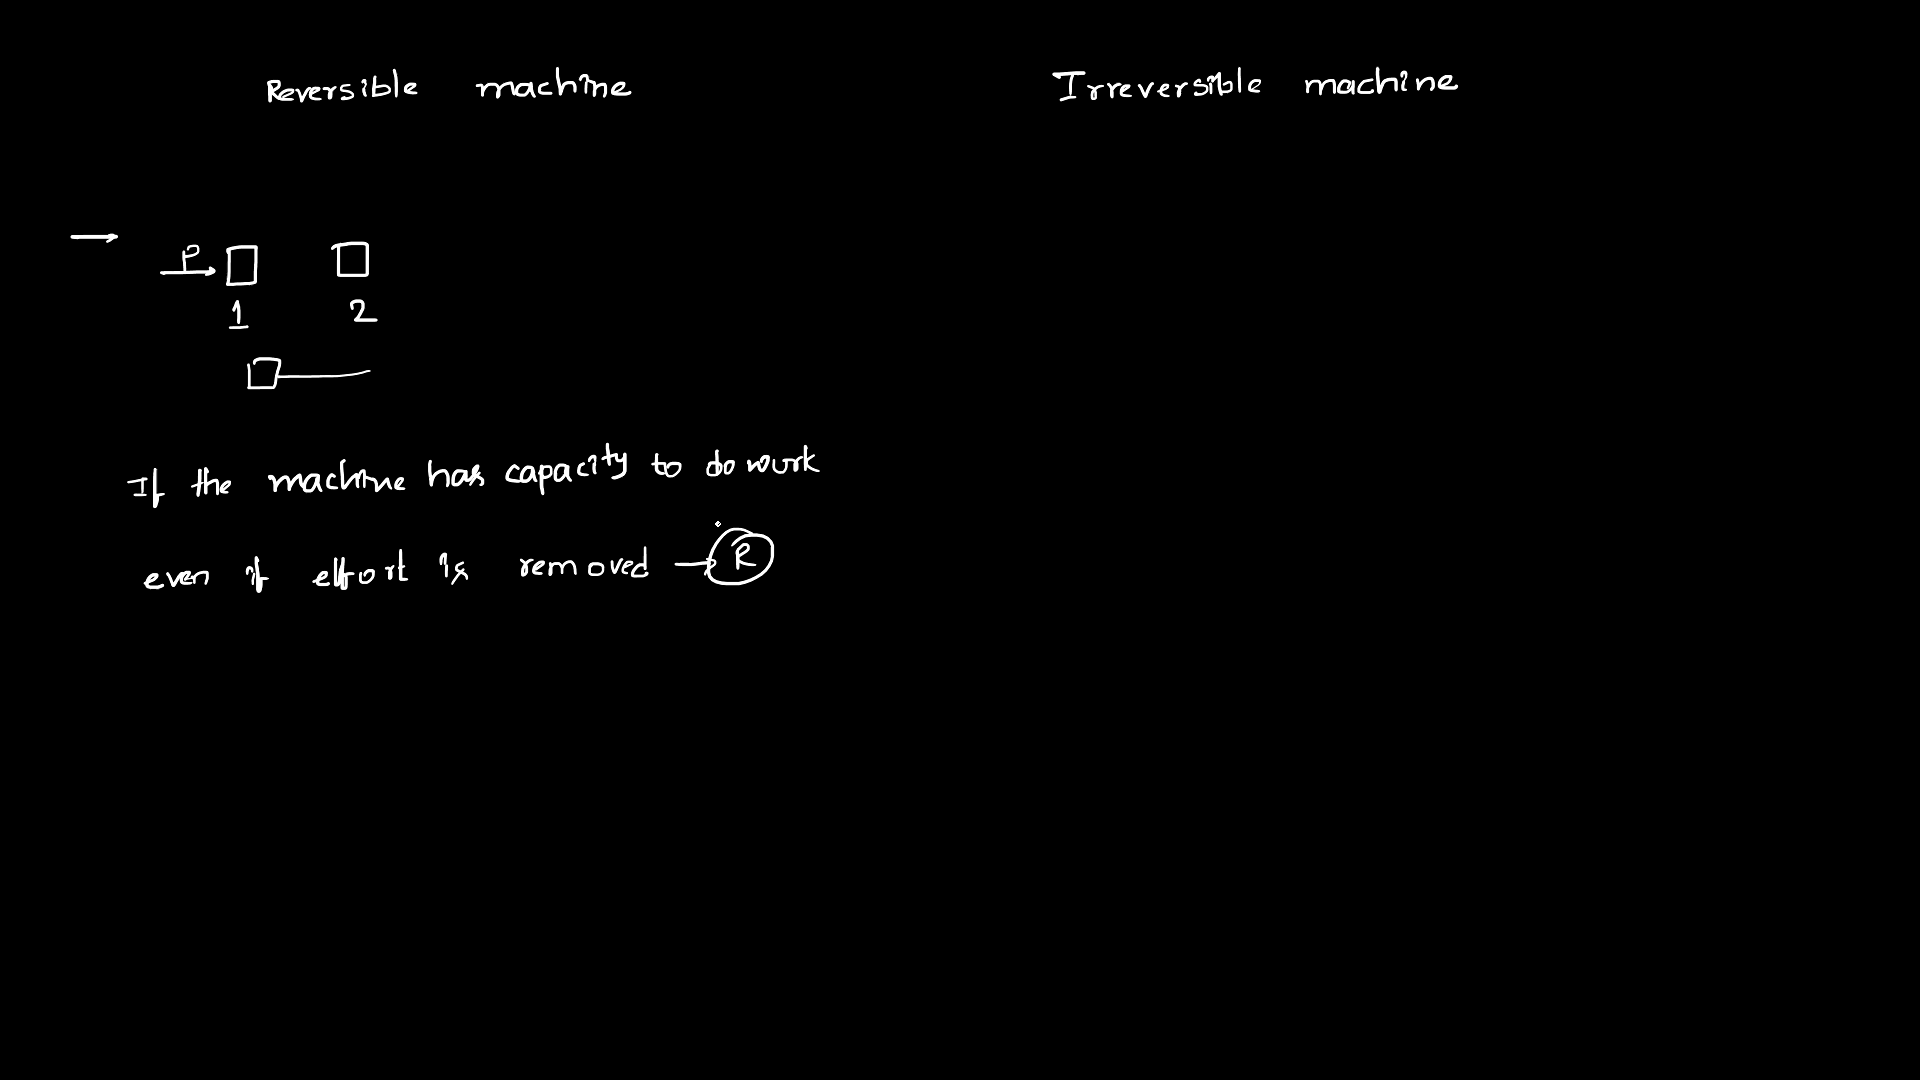 Reversible machine
Irreversible machine
P
1 2
If the machine has capacity to do work
even if effort is removed → R